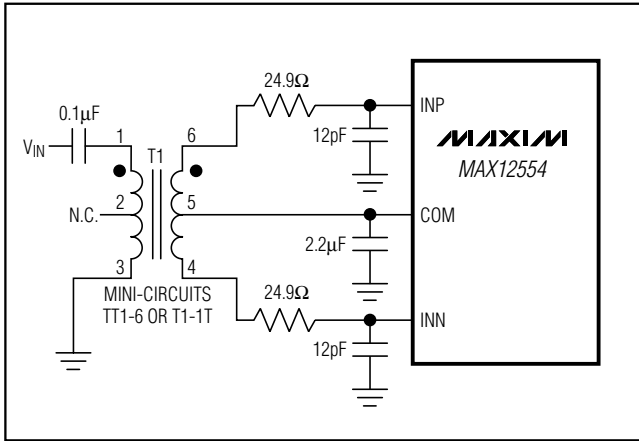 24.9Ω
0.1μF
VIN
1
6
T1
12pF
INP
MAXIM
MAX12554
N.C.
2
5
COM
2.2μF
3
4
MINI-CIRCUITS
TT1-6 OR T1-1T
24.9Ω
12pF
INN